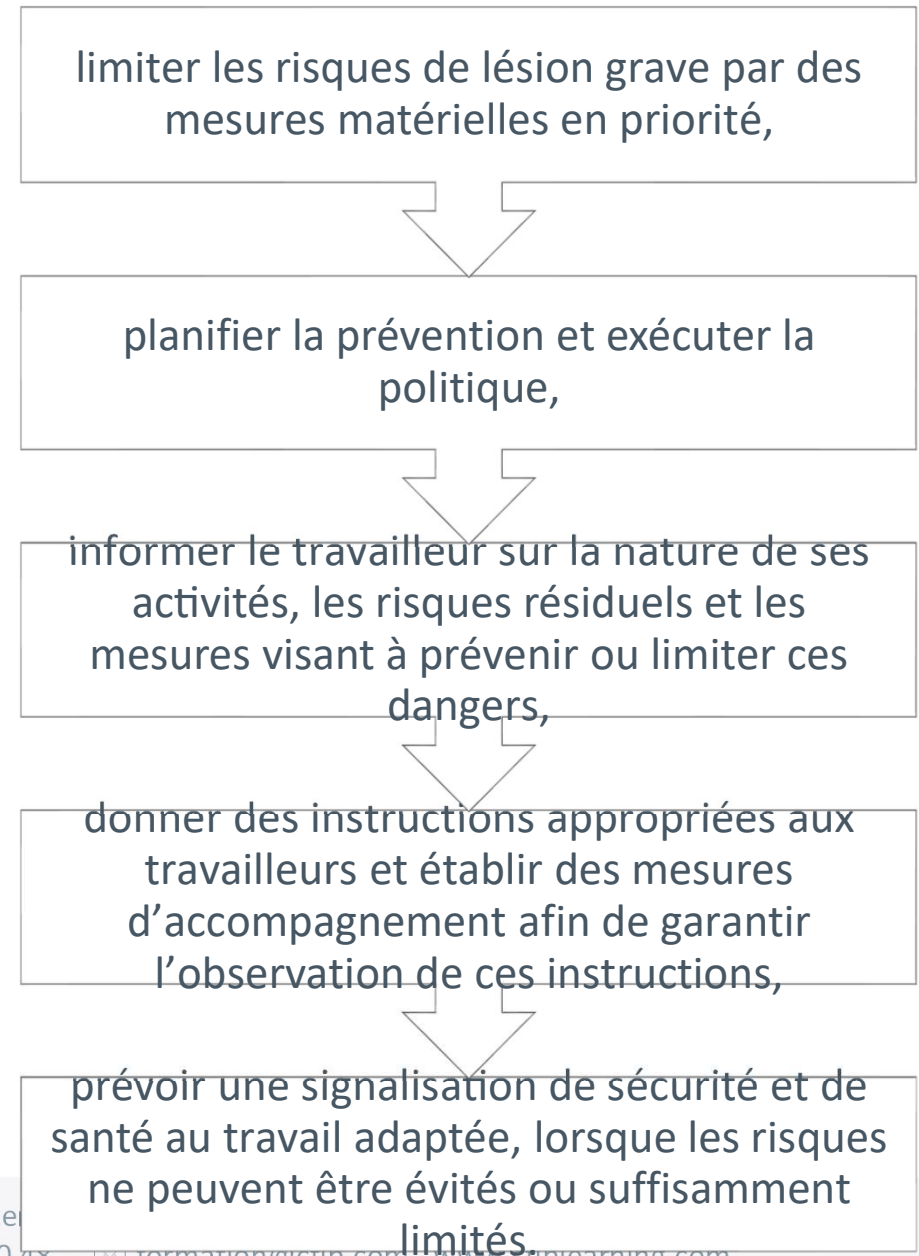 limiter les risques de lésion grave par des
mesures matérielles en priorité,
planifier la prévention et exécuter la
politique,
informer le travailleur sur la nature de ses
activités, les risques résiduels et les
mesures visant à prévenir ou limiter ces
dangers,
donner des instructions appropriées aux
travailleurs et établir des mesures
d'accompagnement afin de garantir
l'observation de ces instructions,
prévoir une signalisation de sécurité et de
santé au travail adaptée, lorsque les risques
ne peuvent être évités ou suffisamment
limités.